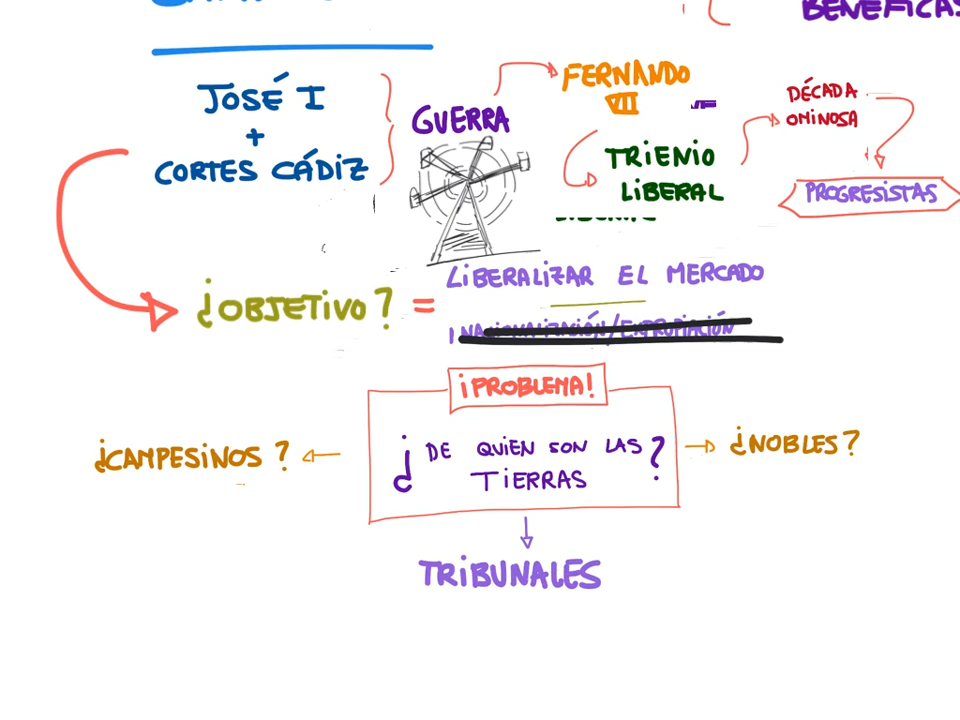 BENEFICAS
JOSÉ I
+
CORTES CÁDIZ
GUERRA
FERNANDO
VII
TRIENIO
LIBERAL
DÉCADA
OMINOSA
PROGRESISTAS
¿OBJETIVO? =
LIBERALIZAR EL MERCADO
¡PROBLEMA!
¿CAMPESINOS?
¿DE QUIEN SON LAS
TIERRAS?
¿NOBLES?
TRIBUNALES